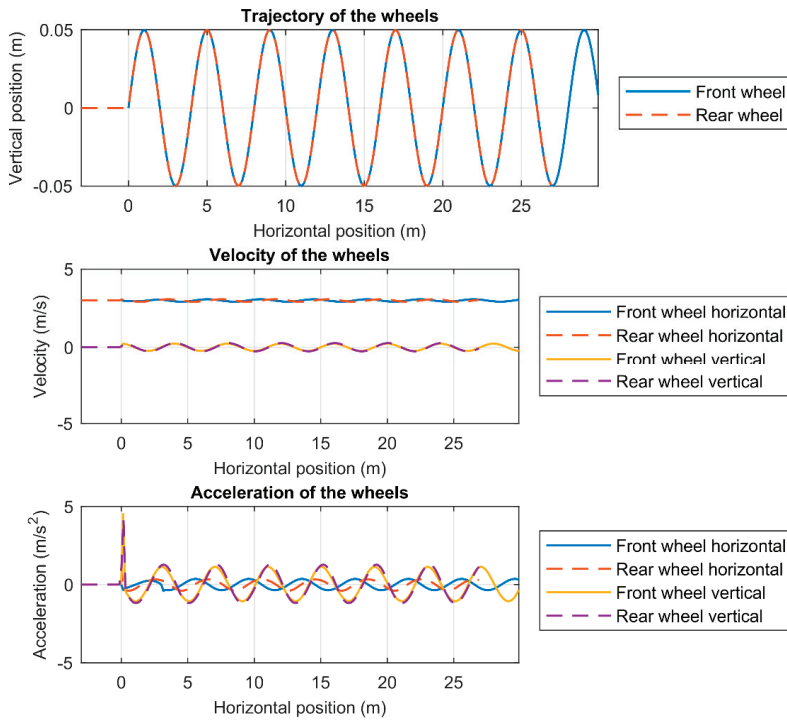 Trajectory of the wheels
0.05
0
-0.05
Vertical position (m)
0 5 10 15 20 25
Horizontal position (m)
Front wheel
Rear wheel
Velocity of the wheels
5
0
-5
Velocity (m/s)
0 5 10 15 20 25
Horizontal position (m)
Front wheel horizontal
Rear wheel horizontal
Front wheel vertical
Rear wheel vertical
Acceleration of the wheels
5
0
-5
Acceleration (m/s²)
0 5 10 15 20 25
Horizontal position (m)
Front wheel horizontal
Rear wheel horizontal
Front wheel vertical
Rear wheel vertical